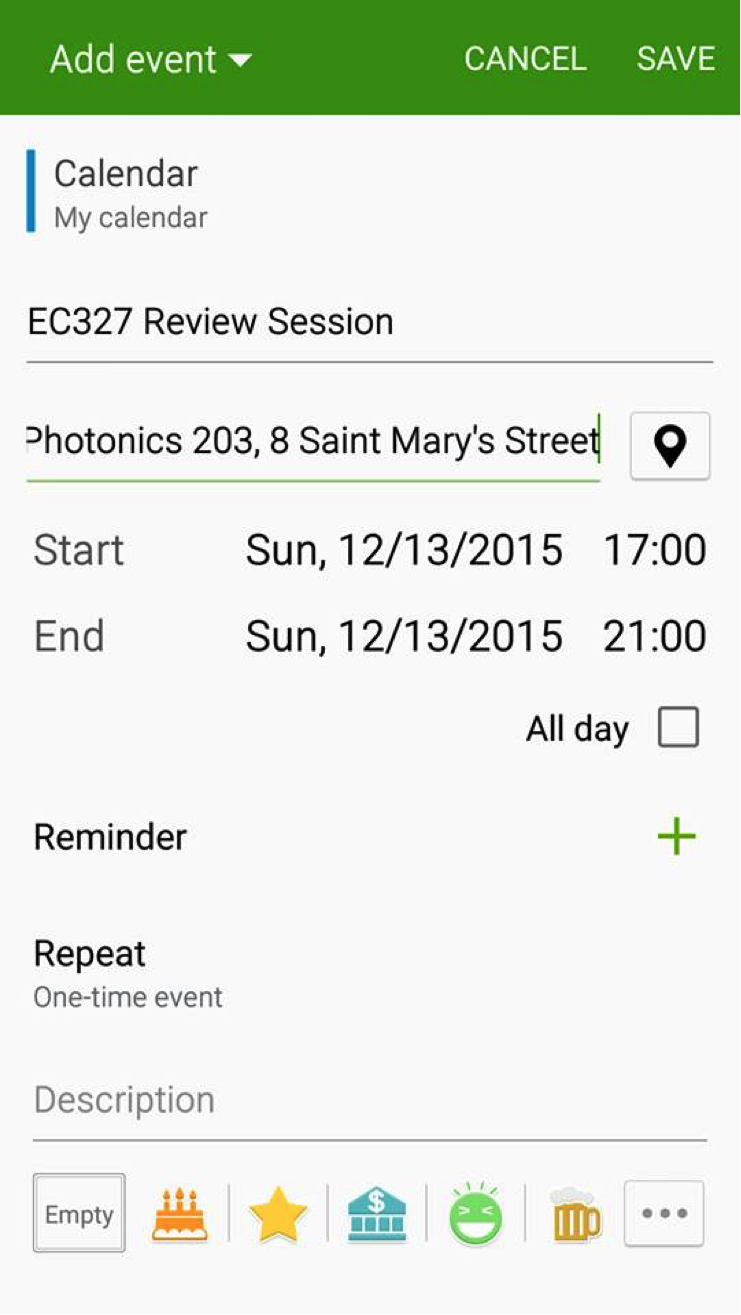 Add event CANCEL SAVE
Calendar
My calendar
EC327 Review Session
Photonics 203, 8 Saint Mary's Street
Start Sun, 12/13/2015 17:00
End Sun, 12/13/2015 21:00
All day
Reminder
Repeat
One-time event
Description
Empty $